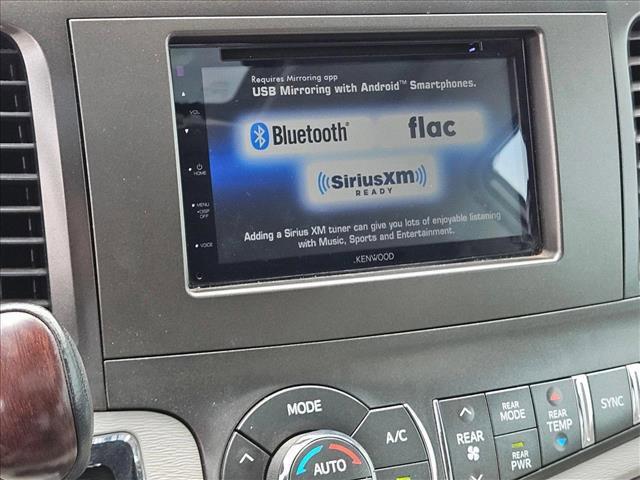 Requires Mirroring app
USB Mirroring with Android™ Smartphones.
Bluetooth®
flac
SiriusXM
READY
Adding a Sirius XM tuner can give you lots of enjoyable listening
with Music, Sports and Entertainment.
KENWOOD
VOL
HOME
MENU
•DISP
OFF
VOICE
MODE
A/C
AUTO
REAR
REAR
MODE
REAR
PWR
REAR
TEMP
SYNC